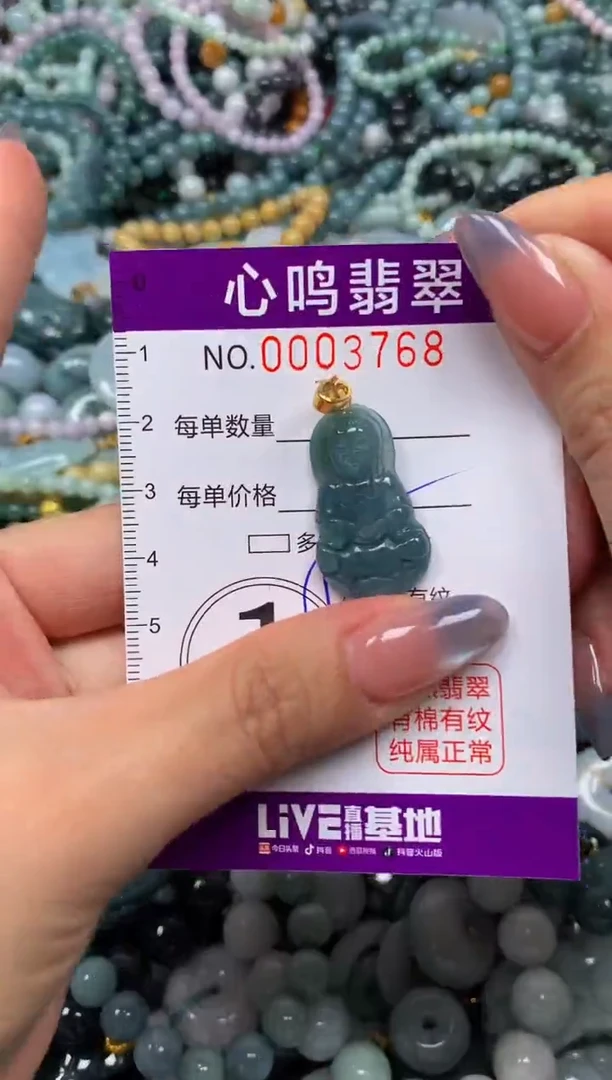 心鸣翡翠
0
NO.0003768
1
2 每单数量
3 每单价格
4 多
有纹
5 1
翡翠
有棉有纹
纯属正常
LiVE直播基地
今日头条 抖音 西瓜视频 抖音火山版